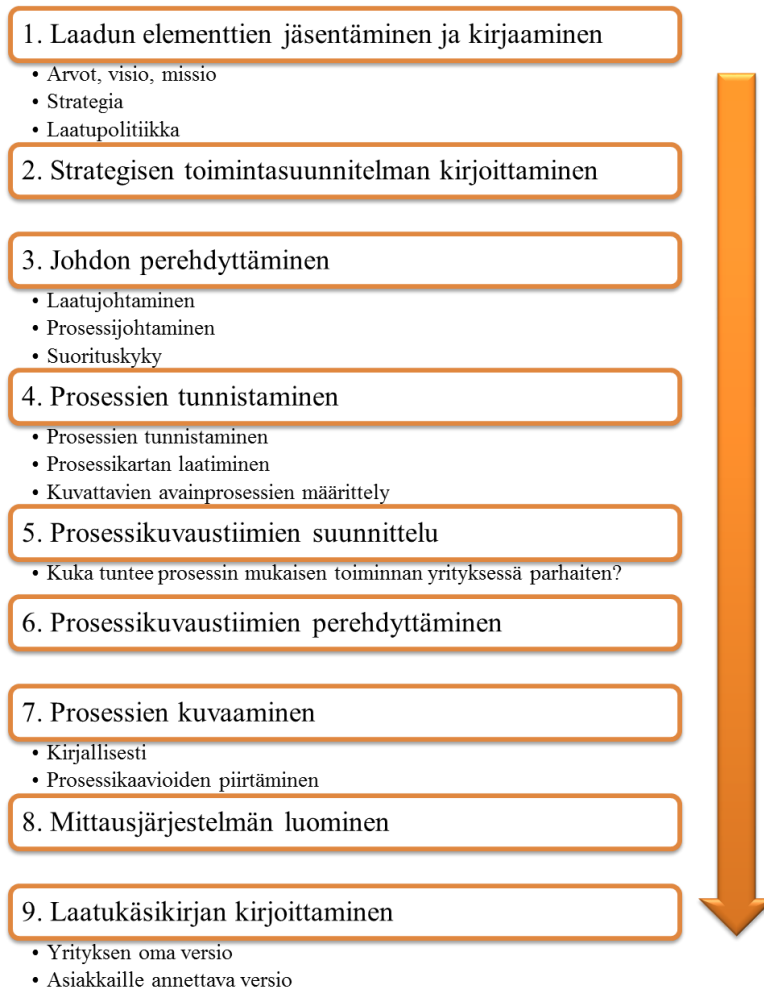 1. Laadun elementtien jäsentäminen ja kirjaaminen
• Arvot, visio, missio
• Strategia
• Laatupolitiikka
2. Strategisen toimintasuunnitelman kirjoittaminen
3. Johdon perehdyttäminen
• Laatujohtaminen
• Prosessijohtaminen
• Suorituskyky
4. Prosessien tunnistaminen
• Prosessien tunnistaminen
• Prosessikartan laatiminen
• Kuvattavien avainprosessien määrittely
5. Prosessikuvaustiimien suunnittelu
• Kuka tuntee prosessin mukaisen toiminnan yrityksessä parhaiten?
6. Prosessikuvaustiimien perehdyttäminen
7. Prosessien kuvaaminen
• Kirjallisesti
• Prosessikaavioiden piirtäminen
8. Mittausjärjestelmän luominen
9. Laatukäsikirjan kirjoittaminen
• Yrityksen oma versio
• Asiakkaille annettava versio